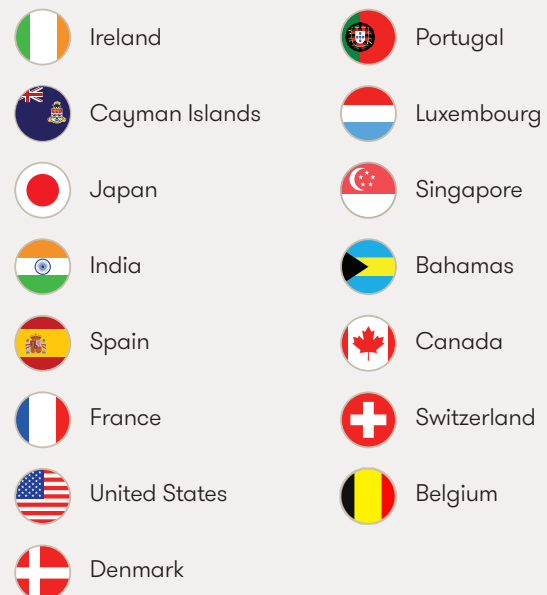 Ireland
Portugal
Cayman Islands
Luxembourg
Japan
Singapore
India
Bahamas
Spain
Canada
France
Switzerland
United States
Belgium
Denmark